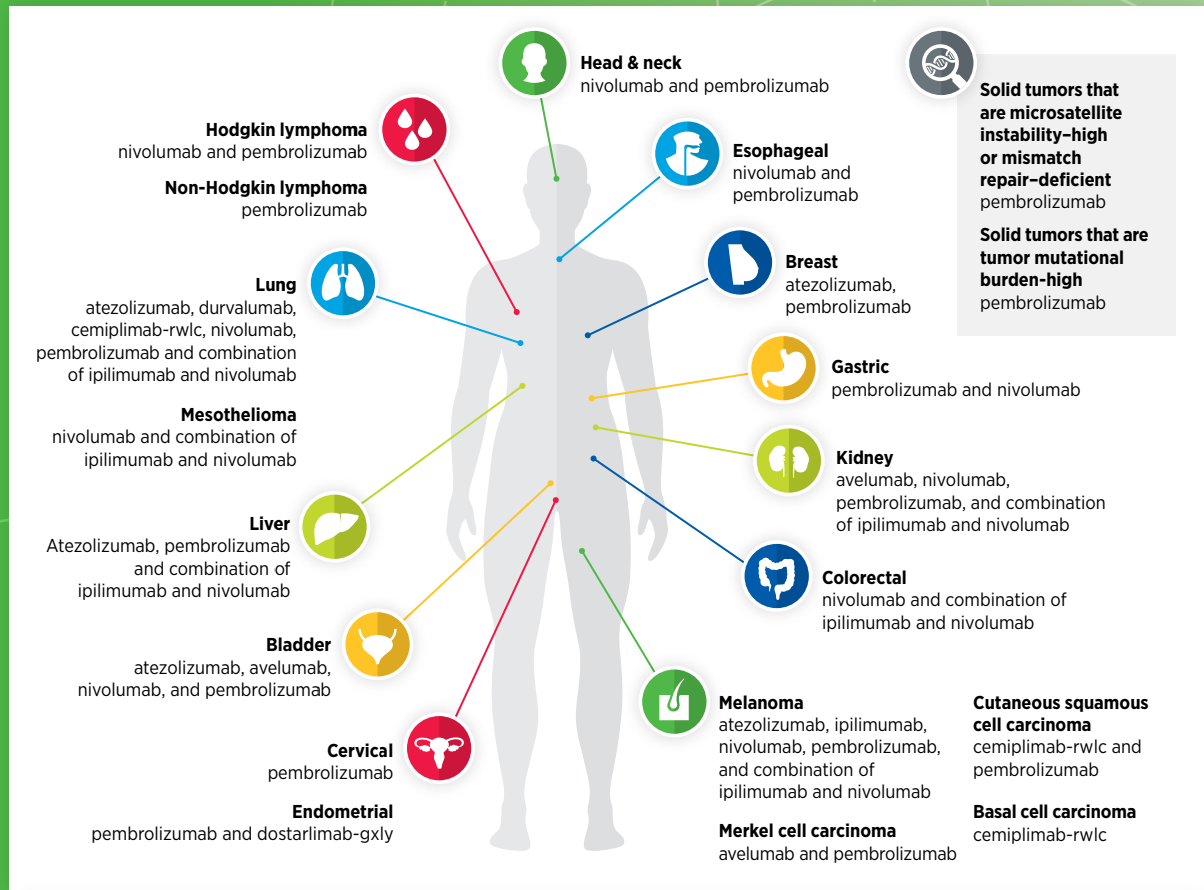 Head & neck
nivolumab and pembrolizumab
Hodgkin lymphoma
nivolumab and pembrolizumab
Non-Hodgkin lymphoma
pembrolizumab
Esophageal
nivolumab and
pembrolizumab
Solid tumors that
are microsatellite
instability–high
or mismatch
repair–deficient
pembrolizumab
Solid tumors that are
tumor mutational
burden-high
pembrolizumab
Lung
atezolizumab, durvalumab,
cemiplimab-rwlc, nivolumab,
pembrolizumab and combination
of ipilimumab and nivolumab
Mesothelioma
nivolumab and combination of
ipilimumab and nivolumab
Breast
atezolizumab,
pembrolizumab
Gastric
pembrolizumab and nivolumab
Kidney
avelumab, nivolumab,
pembrolizumab, and combination
of ipilimumab and nivolumab
Liver
Atezolizumab, pembrolizumab
and combination of
ipilimumab and nivolumab
Colorectal
nivolumab and combination of
ipilimumab and nivolumab
Bladder
atezolizumab, avelumab,
nivolumab, and pembrolizumab
Cervical
pembrolizumab
Endometrial
pembrolizumab and dostarlimab-gxly
Melanoma
atezolizumab, ipilimumab,
nivolumab, pembrolizumab,
and combination of
ipilimumab and nivolumab
Merkel cell carcinoma
avelumab and pembrolizumab
Cutaneous squamous
cell carcinoma
cemiplimab-rwlc and
pembrolizumab
Basal cell carcinoma
cemiplimab-rwlc